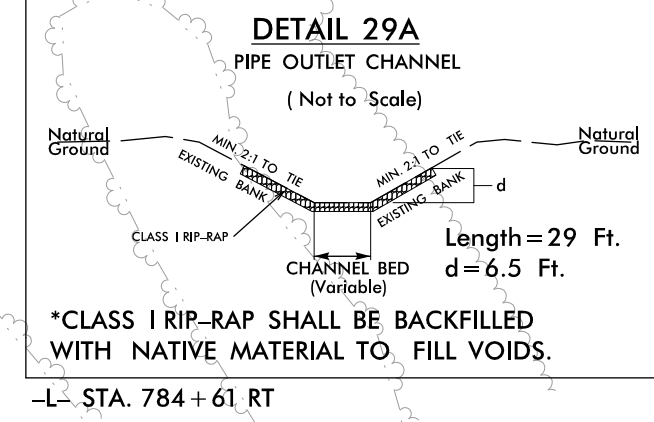 DETAIL 29A
PIPE OUTLET CHANNEL
( Not to Scale)
Natural
Ground
MIN. 2:1 TO TIE
EXISTING BANK
MIN. 2:1 TO TIE
EXISTING BANK
Natural
Ground
d
CLASS I RIP-RAP
CHANNEL BED
(Variable)
Length=29 Ft.
d=6.5 Ft.
*CLASS I RIP-RAP SHALL BE BACKFILLED
WITH NATIVE MATERIAL TO FILL VOIDS.
-L- STA. 784+61 RT